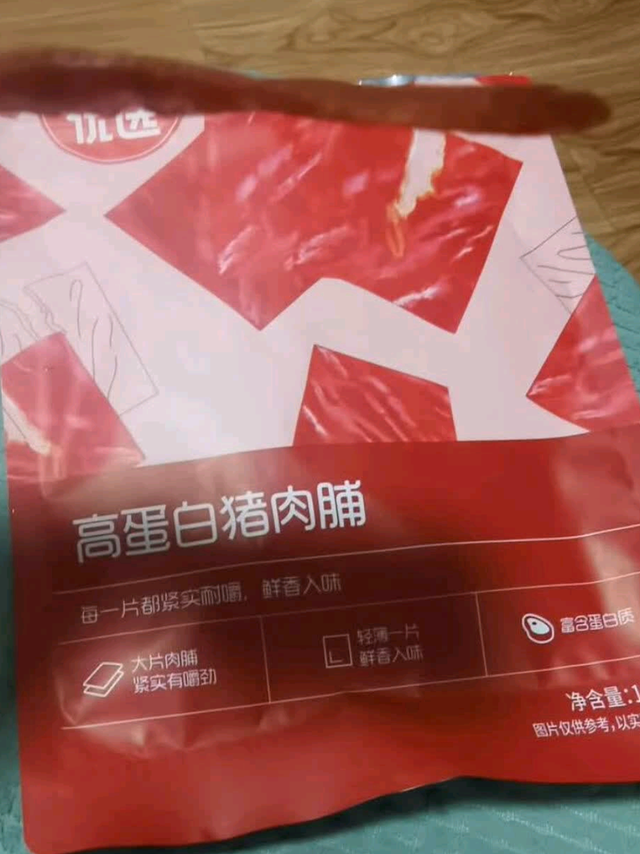 优选
高蛋白猪肉脯
每一片都紧实耐嚼，鲜香入味
大片肉脯
紧实有嚼劲
轻薄一片
鲜香入味
富含蛋白质
净含量:1
图片仅供参考,以实